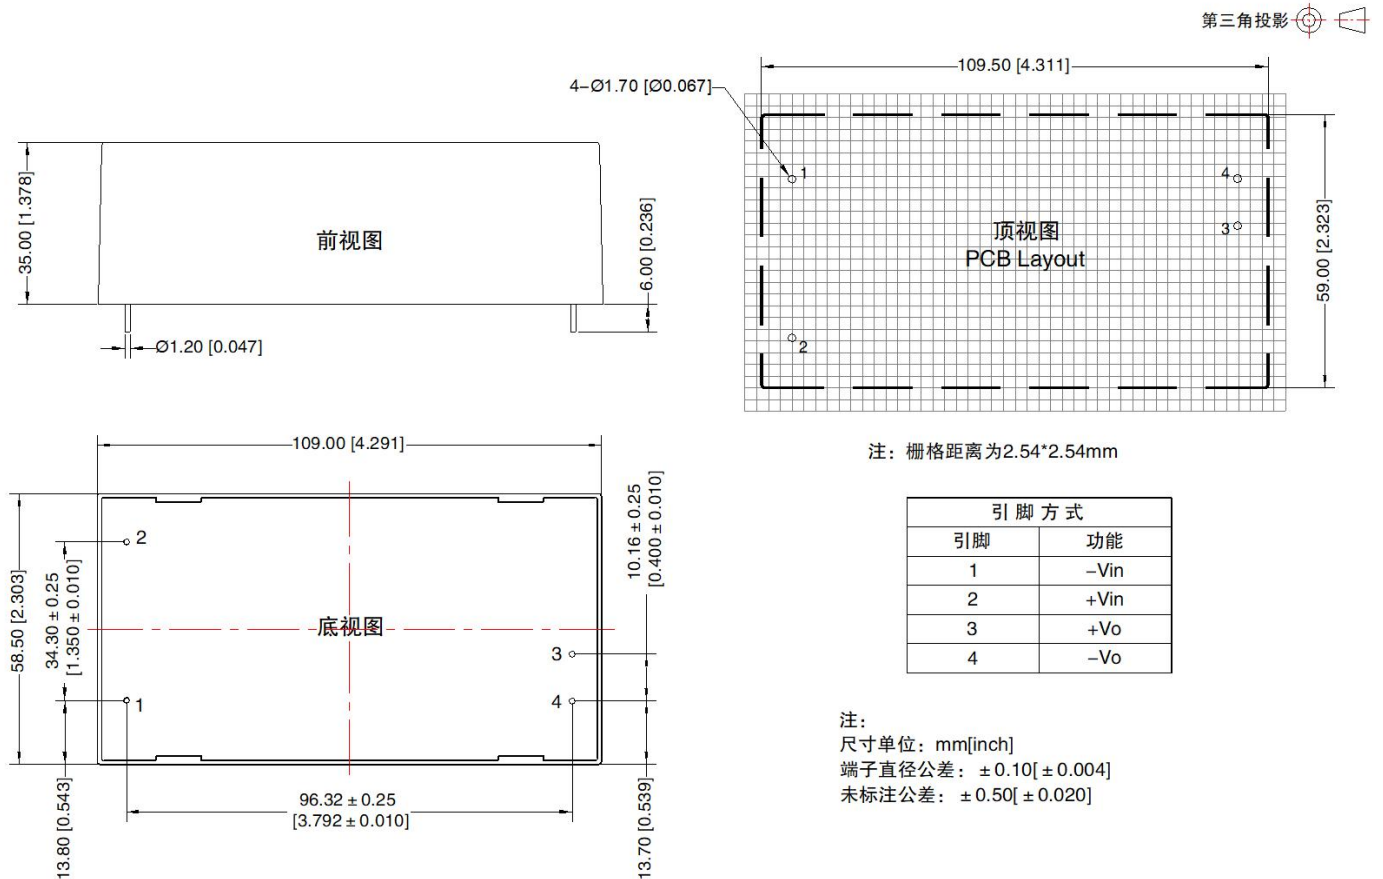 第三角投影
109.50 [4.311]
4-Ø1.70 [Ø0.067]
1
4
3
2
顶视图
PCB Layout
59.00 [2.323]
35.00 [1.378]
前视图
6.00 [0.236]
Ø1.20 [0.047]
注：栅格距离为2.54*2.54mm
109.00 [4.291]
58.50 [2.303]
34.30±0.25
[1.350±0.010]
2
1
底视图
3
4
10.16±0.25
[0.400±0.010]
13.80 [0.543]
96.32±0.25
[3.792±0.010]
13.70 [0.539]
引脚方式
引脚 功能
1 −Vin
2 +Vin
3 +Vo
4 −Vo
注：
尺寸单位：mm[inch]
端子直径公差：±0.10[±0.004]
未标注公差：±0.50[±0.020]